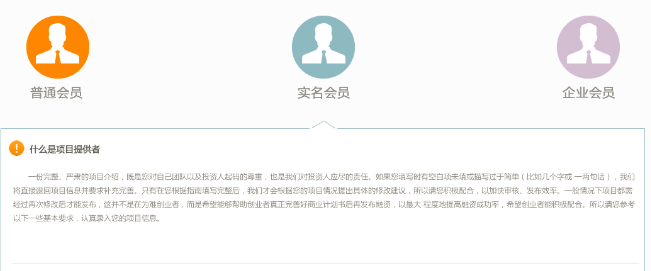 普通会员
实名会员
企业会员
什么是项目提供者
一份完整、严肃的项目介绍，既是您对自己团队以及投资人起码的尊重，也是我们对投资人应尽的责任。如果您填写时有空白项未填或描写过于简单（比如几个字或 一两句话），我们
将直接退回项目信息并要求补充完善。只有在您根据指南填写完整后，我们才会根据您的项目情况提出具体的修改建议，所以请您积极配合，以加快审核、发布效率。一般情况下项目都需
经过再次修改后才能发布，这并不是在为难创业者，而是希望能够帮助创业者真正完善好商业计划书后再发布融资，以最大 程度地提高融资成功率，希望创业者能积极配合。所以请您参考
以下一些基本要求，认真录入您的项目信息。